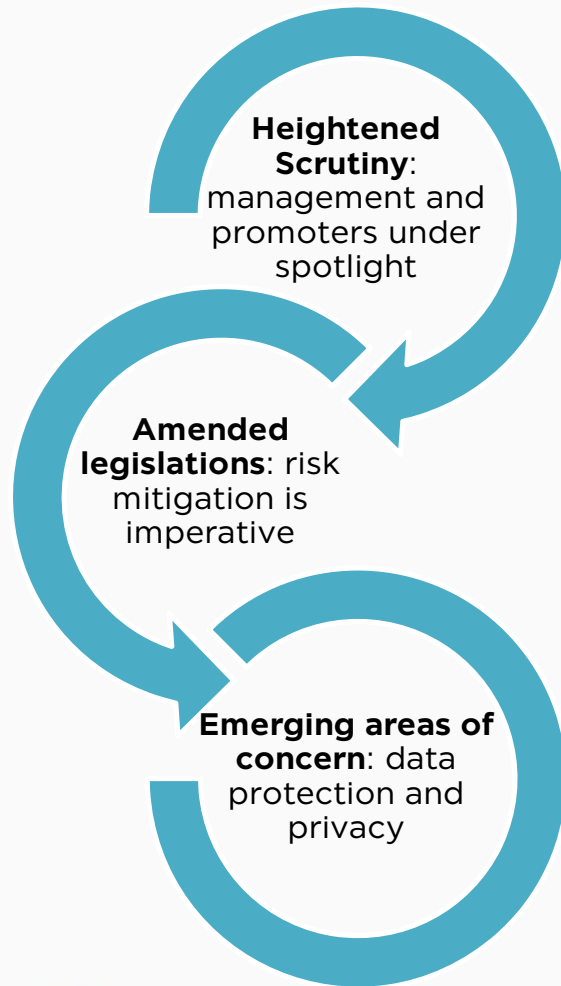 Heightened
Scrutiny:
management and
promoters under
spotlight
Amended
legislations: risk
mitigation is
imperative
Emerging areas of
concern: data
protection and
privacy